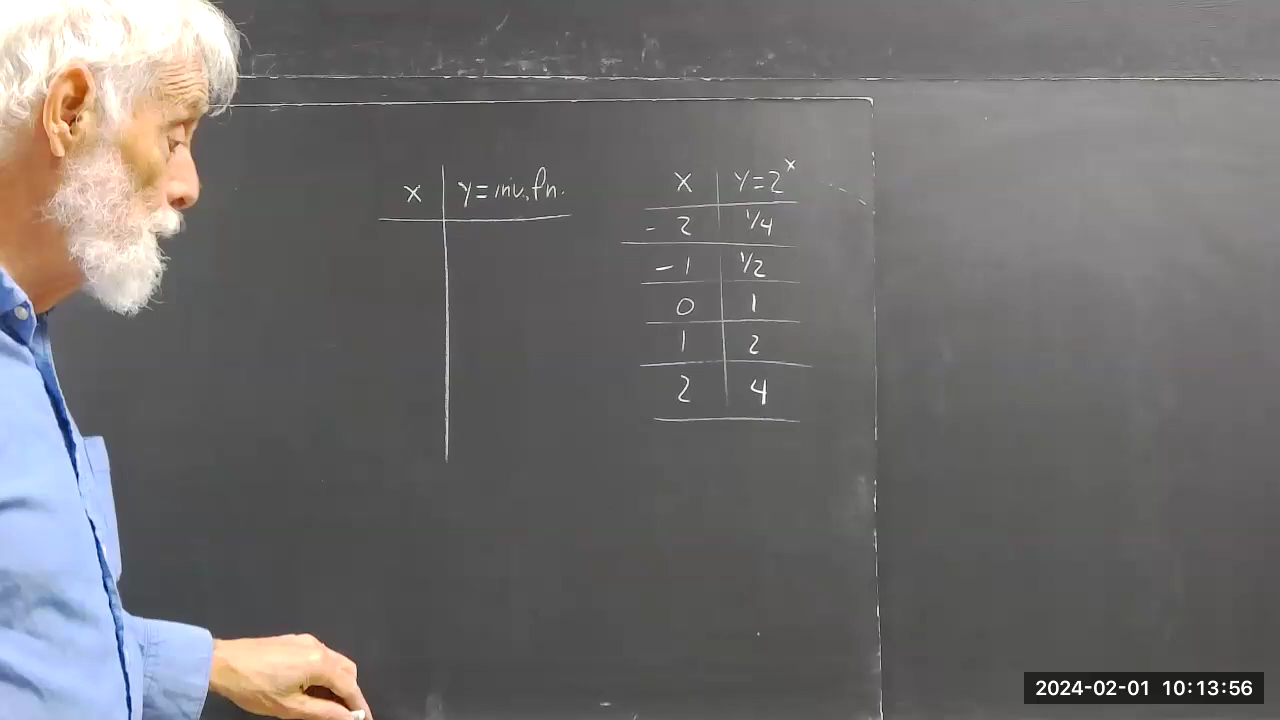 x y = inv. fn.
x y = 2^x
- 2 1/4
- 1 1/2
0 1
1 2
2 4
2024-02-01 10:13:56